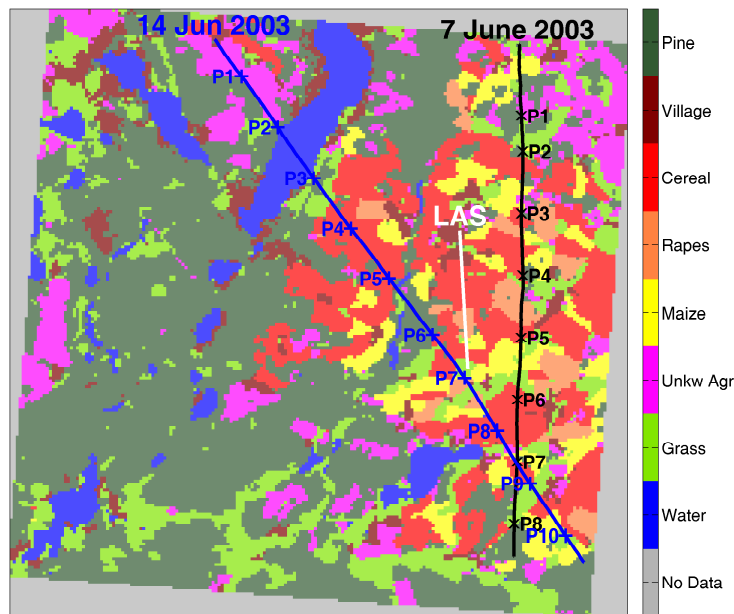 14 Jun 2003
7 June 2003
P1
P2
P3
P4
P5
P6
P7
P8
P9
P10
LAS
P1
P2
P3
P4
P5
P6
P7
P8
Pine
Village
Cereal
Rapes
Maize
Unkw Agr
Grass
Water
No Data